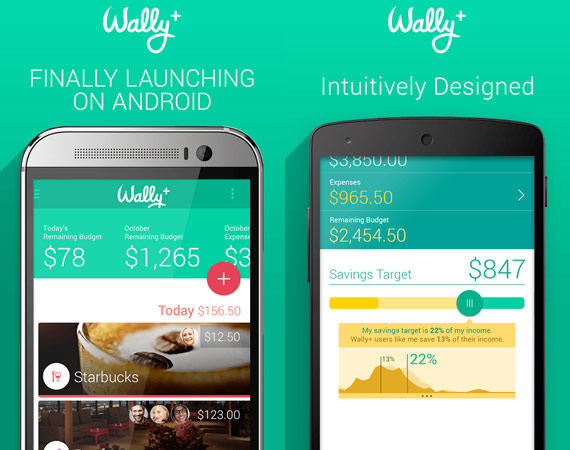 Wally+
FINALLY LAUNCHING
ON ANDROID
Wally+
Today's
Remaining Budget
$78
October
Remaining Budget
$1,265
October
Expenses
Today $156.50
$12.50
Starbucks
$123.00
Wally+
Intuitively Designed
$3,850.00
Expenses
$965.50
Remaining Budget
$2,454.50
Savings Target
$847
My savings target is 22% of my income.
Wally+ users like me save 13% of their income.
13%
22%